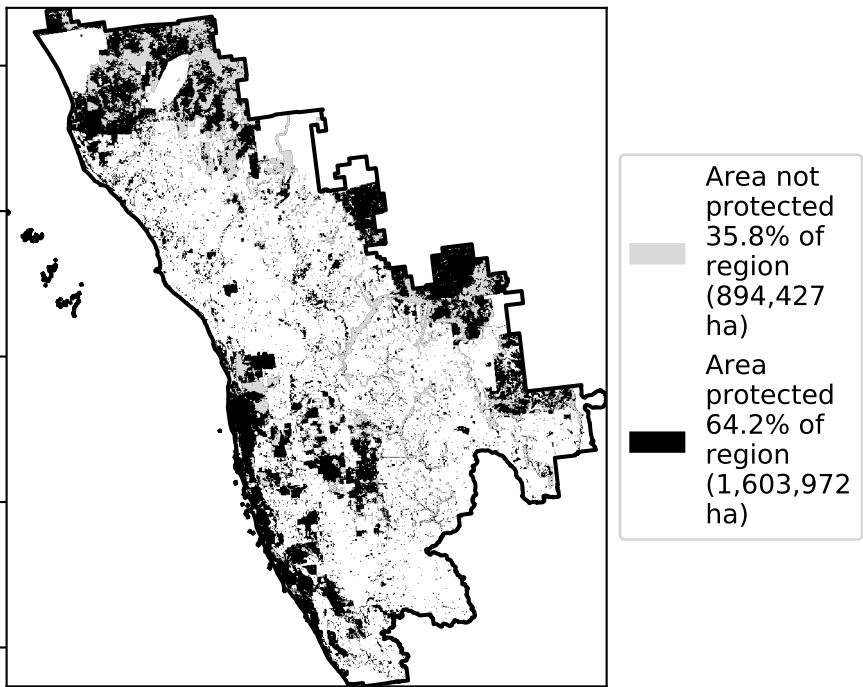 Area not
protected
35.8% of
region
(894,427
ha)
Area
protected
64.2% of
region
(1,603,972
ha)